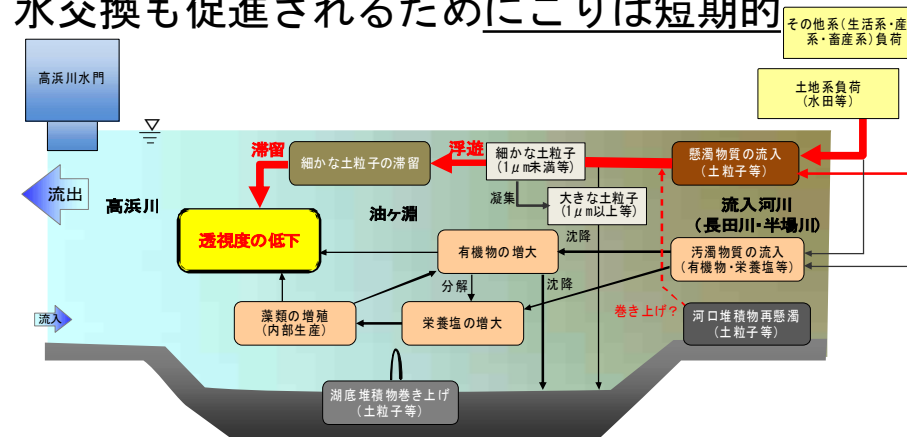 水交換も促進されるためににごりは短期的
その他系(生活系・産
系・畜産系)負荷
高浜川水門
土地系負荷
(水田等)
滞留
細かな土粒子の滞留
浮遊
細かな土粒子
(1μm未満等)
懸濁物質の流入
(土粒子等)
凝集
大きな土粒子
(1μm以上等)
流出
高浜川
油ヶ淵
流入河川
(長田川・半場川)
透視度の低下
有機物の増大
沈降
汚濁物質の流入
(有機物・栄養塩等)
分解
沈降
流入
藻類の増殖
(内部生産)
栄養塩の増大
巻き上げ？
河口堆積物再懸濁
(土粒子等)
湖底堆積物巻き上げ
(土粒子等)